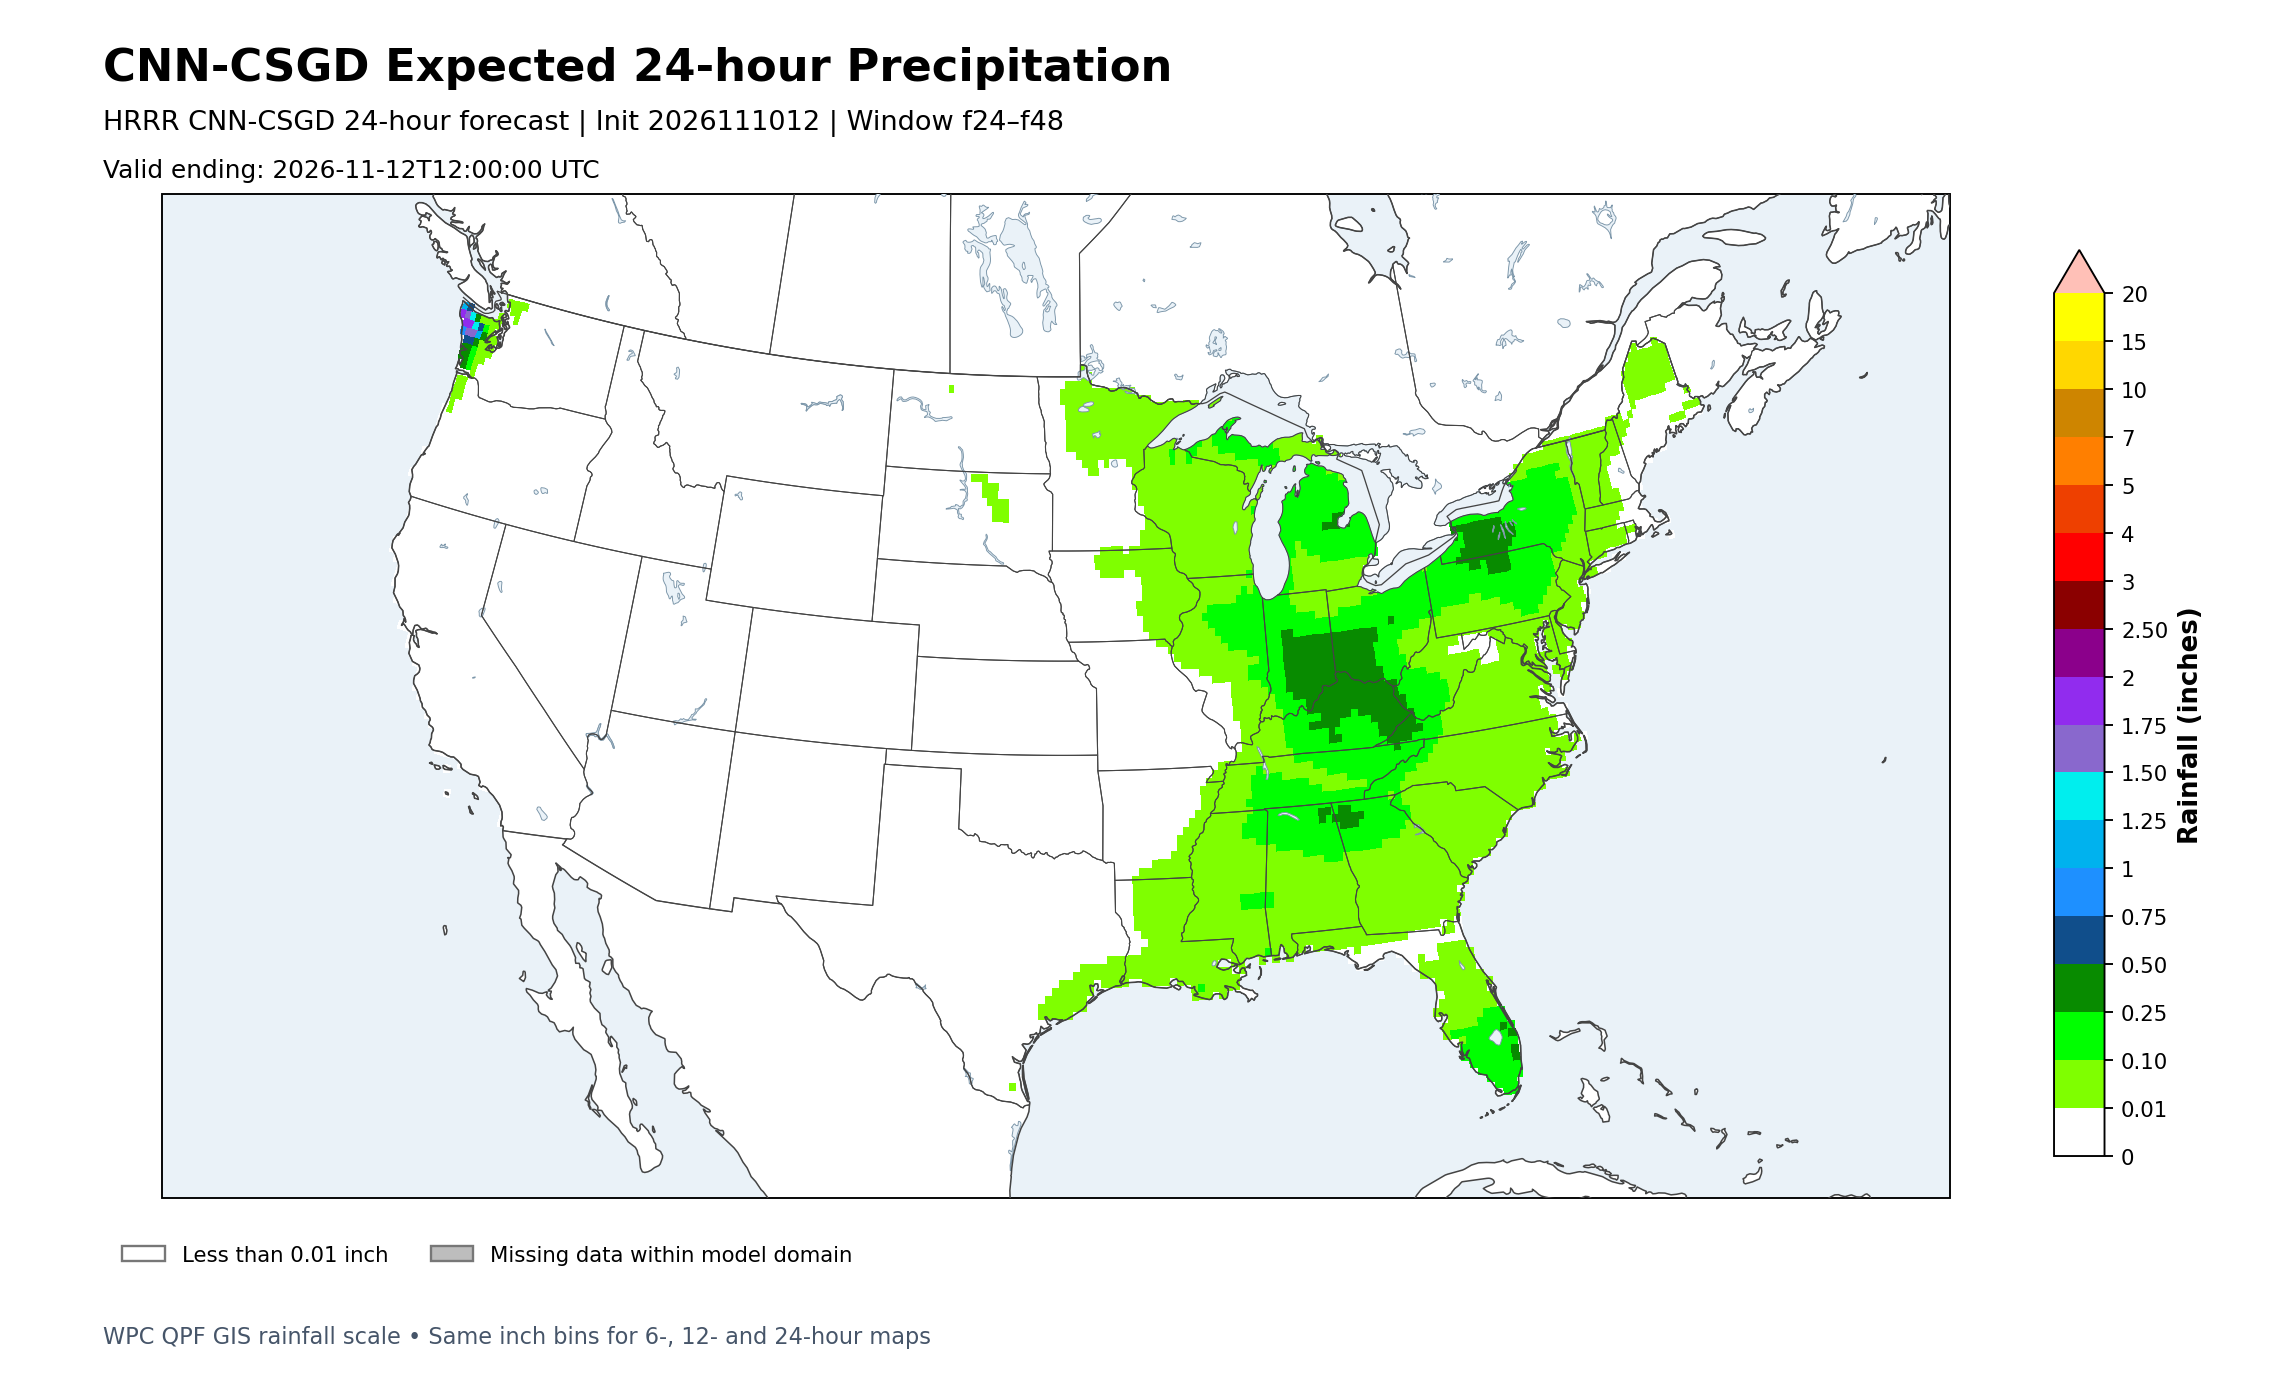 CNN-CSGD Expected 24-hour Precipitation
HRRR CNN-CSGD 24-hour forecast | Init 2026111012 | Window f24–f48
Valid ending: 2026-11-12T12:00:00 UTC
20
15
10
7
5
4
3
2.50
2
1.75
1.50
1.25
1
0.75
0.50
0.25
0.10
0.01
0
Rainfall (inches)
Less than 0.01 inch
Missing data within model domain
WPC QPF GIS rainfall scale • Same inch bins for 6-, 12- and 24-hour maps